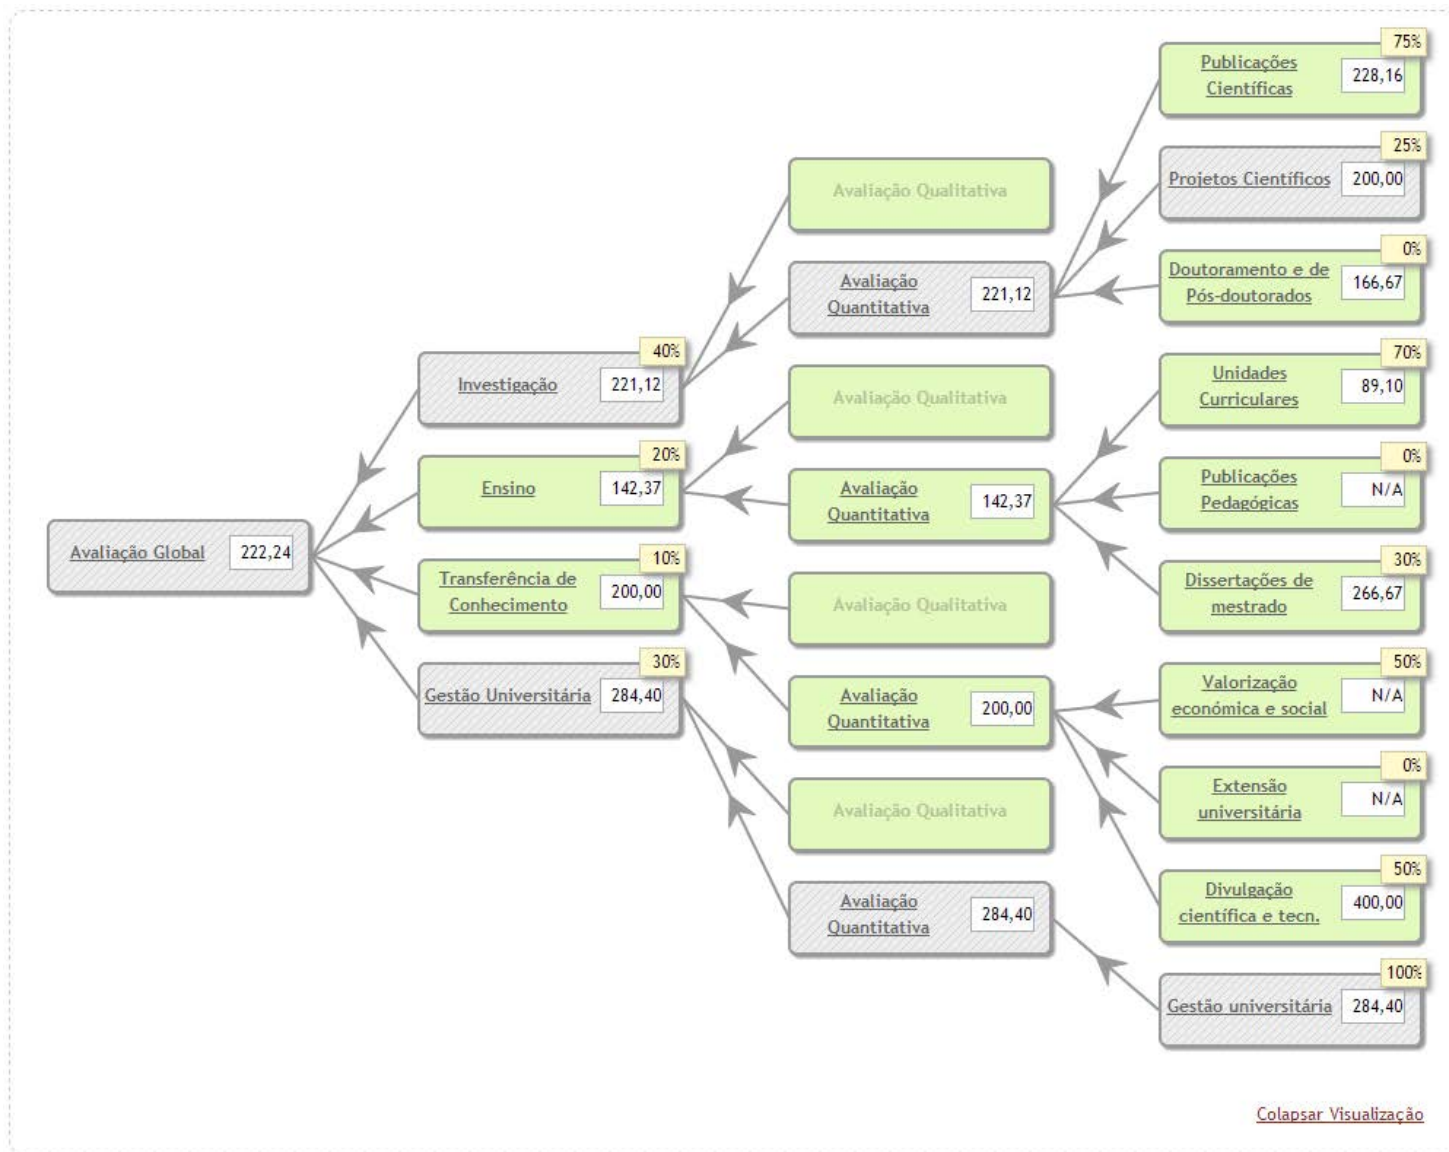 75%
Publicações
Científicas
228,16
25%
Projetos Científicos
200,00
0%
Doutoramento e de
Pós-doutorados
166,67
Avaliação Qualitativa
Avaliação
Quantitativa
221,12
40%
Investigação
221,12
70%
Unidades
Curriculares
89,10
Avaliação Qualitativa
20%
Ensino
142,37
Avaliação
Quantitativa
142,37
0%
Publicações
Pedagógicas
N/A
30%
Dissertações de
mestrado
266,67
Avaliação Global
222,24
10%
Transferência de
Conhecimento
200,00
Avaliação Qualitativa
Avaliação
Quantitativa
200,00
50%
Valorização
económica e social
N/A
0%
Extensão
universitária
N/A
50%
Divulgação
científica e tecn.
400,00
30%
Gestão Universitária
284,40
Avaliação Qualitativa
Avaliação
Quantitativa
284,40
100%
Gestão universitária
284,40
Colapsar Visualização